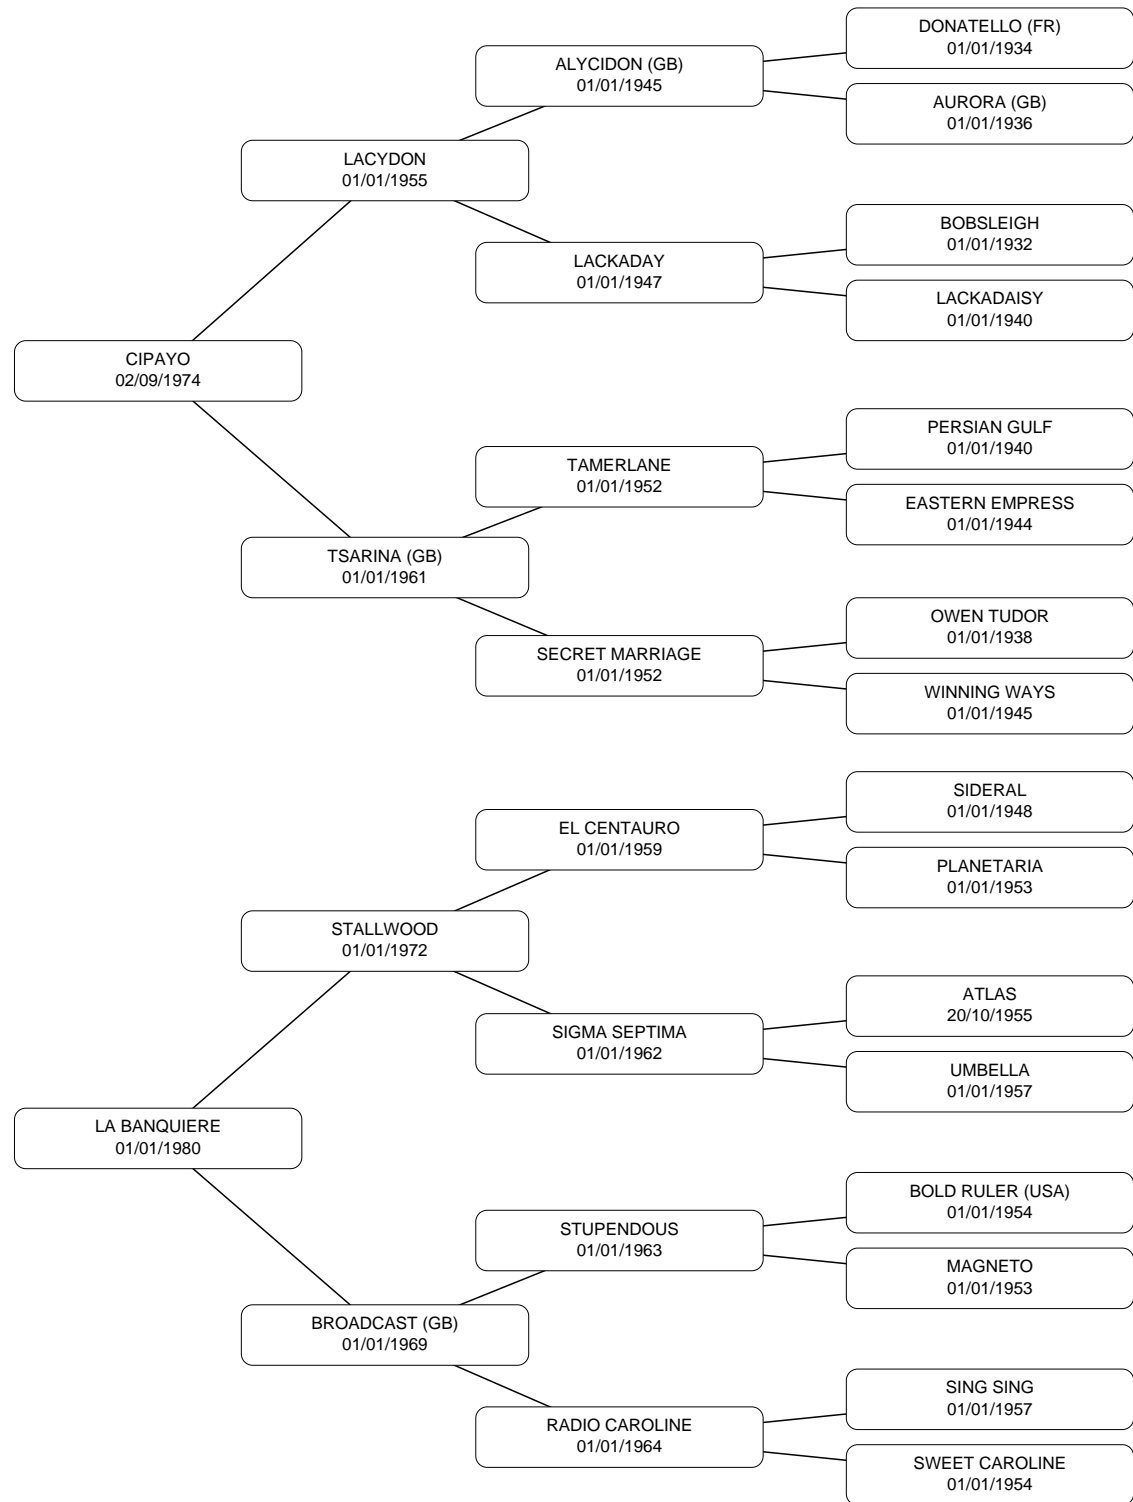 DONATELLO (FR)
01/01/1934
ALYCIDON (GB)
01/01/1945
AURORA (GB)
01/01/1936
LACYDON
01/01/1955
BOBSLEIGH
01/01/1932
LACKADAY
01/01/1947
LACKADAISY
01/01/1940
CIPAYO
02/09/1974
PERSIAN GULF
01/01/1940
TAMERLANE
01/01/1952
EASTERN EMPRESS
01/01/1944
TSARINA (GB)
01/01/1961
OWEN TUDOR
01/01/1938
SECRET MARRIAGE
01/01/1952
WINNING WAYS
01/01/1945
SIDERAL
01/01/1948
EL CENTAURO
01/01/1959
PLANETARIA
01/01/1953
STALLWOOD
01/01/1972
ATLAS
20/10/1955
SIGMA SEPTIMA
01/01/1962
UMBELLA
01/01/1957
LA BANQUIERE
01/01/1980
BOLD RULER (USA)
01/01/1954
STUPENDOUS
01/01/1963
MAGNETO
01/01/1953
BROADCAST (GB)
01/01/1969
SING SING
01/01/1957
RADIO CAROLINE
01/01/1964
SWEET CAROLINE
01/01/1954